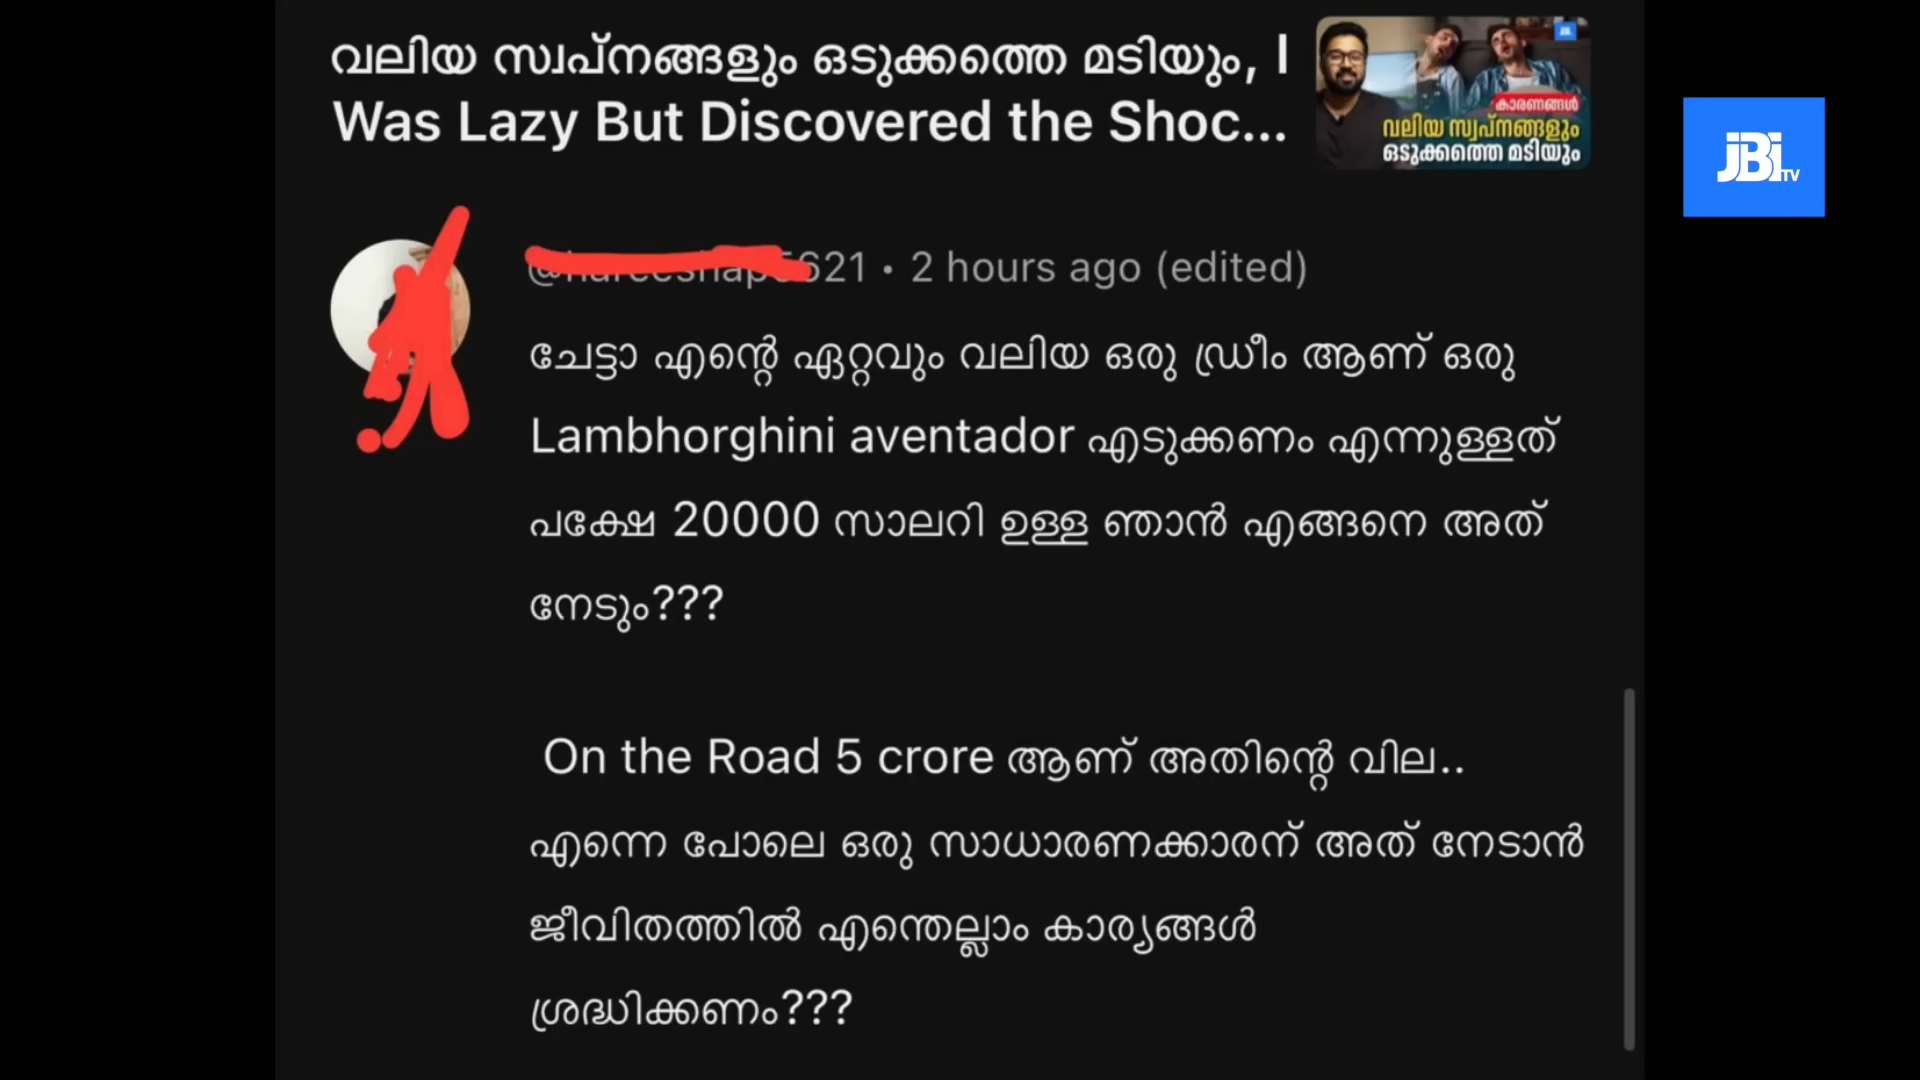 വലിയ സ്വപ്നങ്ങളും ഒടുക്കത്തെ മടിയും, I
Was Lazy But Discovered the Shoc...
കാരണങ്ങൾ
വലിയ സ്വപ്നങ്ങളും
ഒടുക്കത്തെ മടിയും
JBI TV
621 • 2 hours ago (edited)
ചേട്ടാ എന്റെ ഏറ്റവും വലിയ ഒരു ഡ്രീം ആണ് ഒരു
Lambhorghini aventador എടുക്കണം എന്നുള്ളത്
പക്ഷേ 20000 സാലറി ഉള്ള ഞാൻ എങ്ങനെ അത്
നേടും???
On the Road 5 crore ആണ് അതിന്റെ വില..
എന്നെ പോലെ ഒരു സാധാരണക്കാരന് അത് നേടാൻ
ജീവിതത്തിൽ എന്തെല്ലാം കാര്യങ്ങൾ
ശ്രദ്ധിക്കണം???